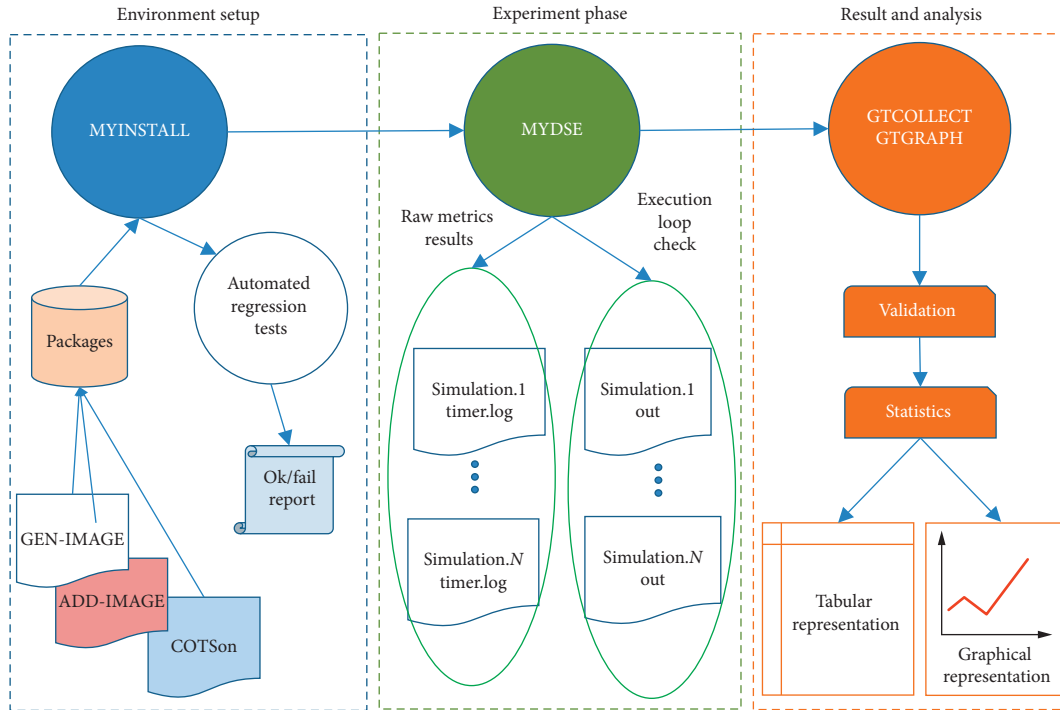 Environment setup
MYINSTALL
Packages
Automated
regression
tests
Ok/fail
report
GEN-IMAGE
ADD-IMAGE
COTSon
Experiment phase
MYDSE
Raw metrics
results
Execution
loop
check
Simulation.1
timer.log
Simulation.1
out
Simulation.N
timer.log
Simulation.N
out
Result and analysis
GTCOLLECT
GTGRAPH
Validation
Statistics
Tabular
representation
Graphical
representation